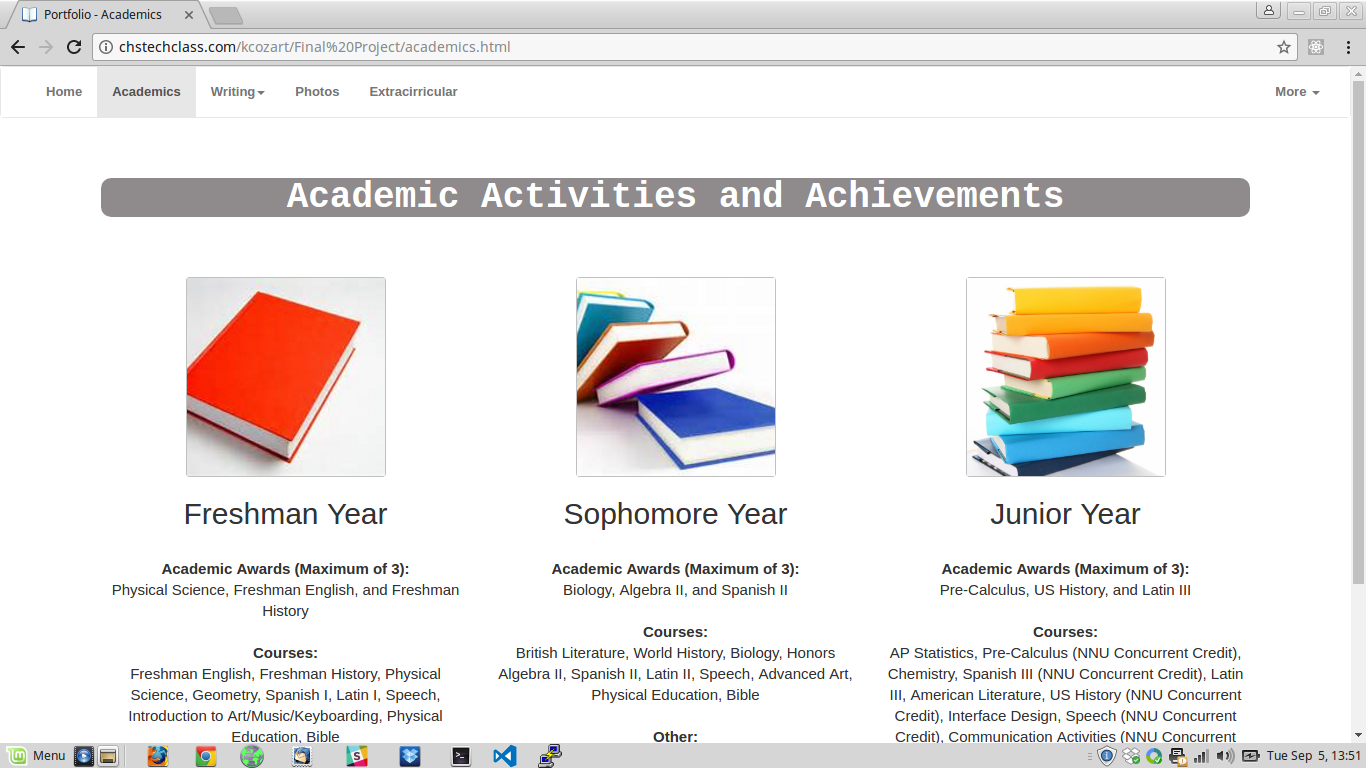 Portfolio - Academics
chstechclass.com/kcozart/Final%20Project/academics.html
Home Academics Writing Photos Extracirricular More
Academic Activities and Achievements
Freshman Year
Academic Awards (Maximum of 3):
Physical Science, Freshman English, and Freshman
History
Courses:
Freshman English, Freshman History, Physical
Science, Geometry, Spanish I, Latin I, Speech,
Introduction to Art/Music/Keyboarding, Physical
Education, Bible
Sophomore Year
Academic Awards (Maximum of 3):
Biology, Algebra II, and Spanish II
Courses:
British Literature, World History, Biology, Honors
Algebra II, Spanish II, Latin II, Speech, Advanced Art,
Physical Education, Bible
Other:
Junior Year
Academic Awards (Maximum of 3):
Pre-Calculus, US History, and Latin III
Courses:
AP Statistics, Pre-Calculus (NNU Concurrent Credit),
Chemistry, Spanish III (NNU Concurrent Credit), Latin
III, American Literature, US History (NNU Concurrent
Credit), Interface Design, Speech (NNU Concurrent
Credit), Communication Activities (NNU Concurrent
Menu
Tue Sep 5, 13:51